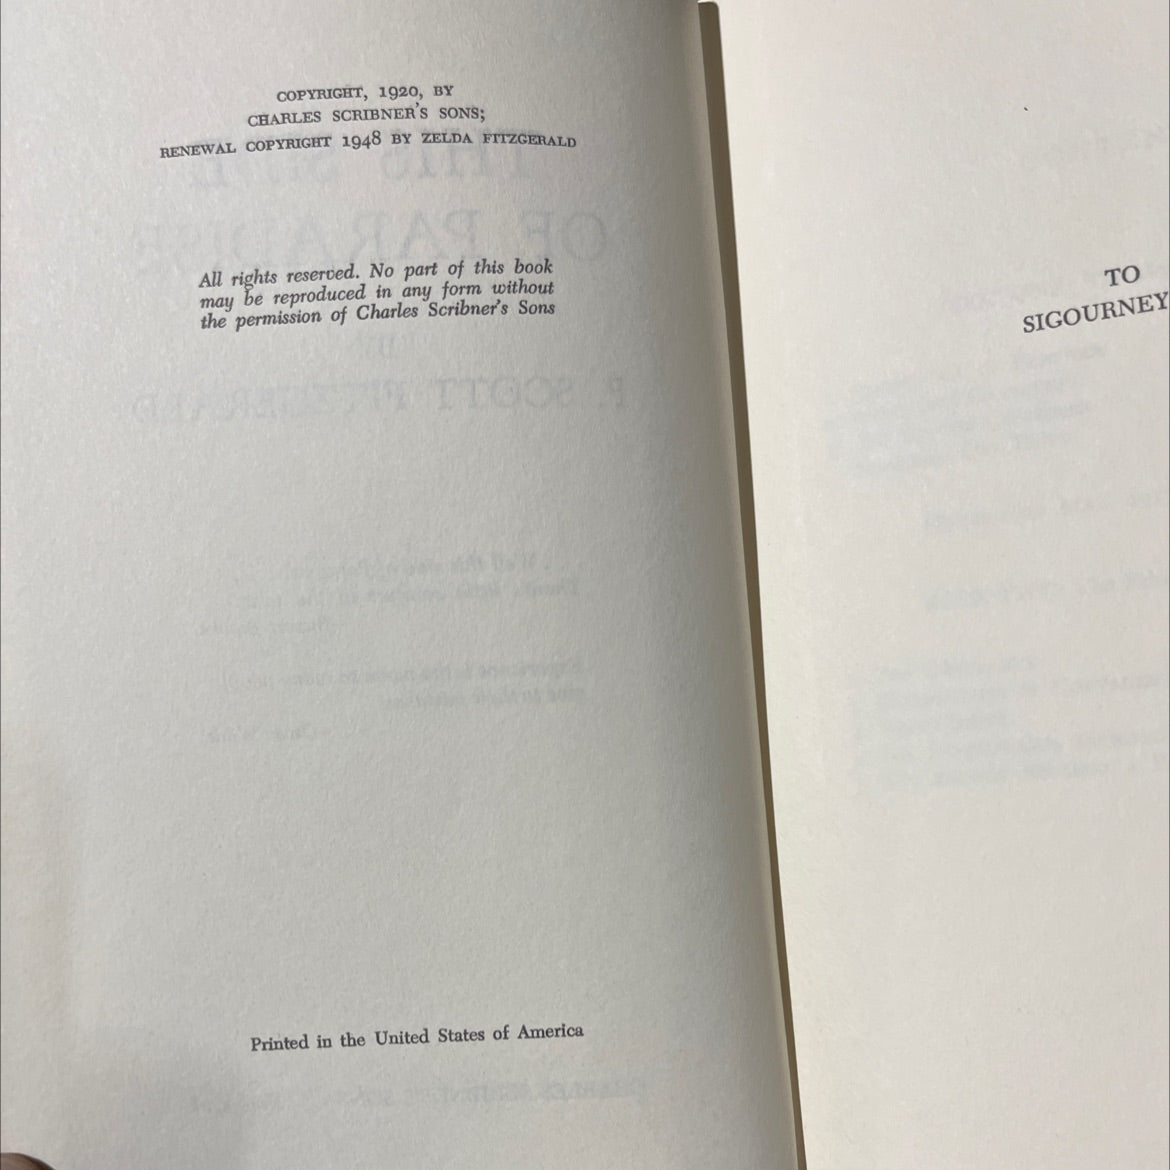 COPYRIGHT, 1920, BY
CHARLES SCRIBNER'S SONS;
RENEWAL COPYRIGHT 1948 BY ZELDA FITZGERALD
All rights reserved. No part of this book
may be reproduced in any form without
the permission of Charles Scribner's Sons
Printed in the United States of America
TO
SIGOURNEY